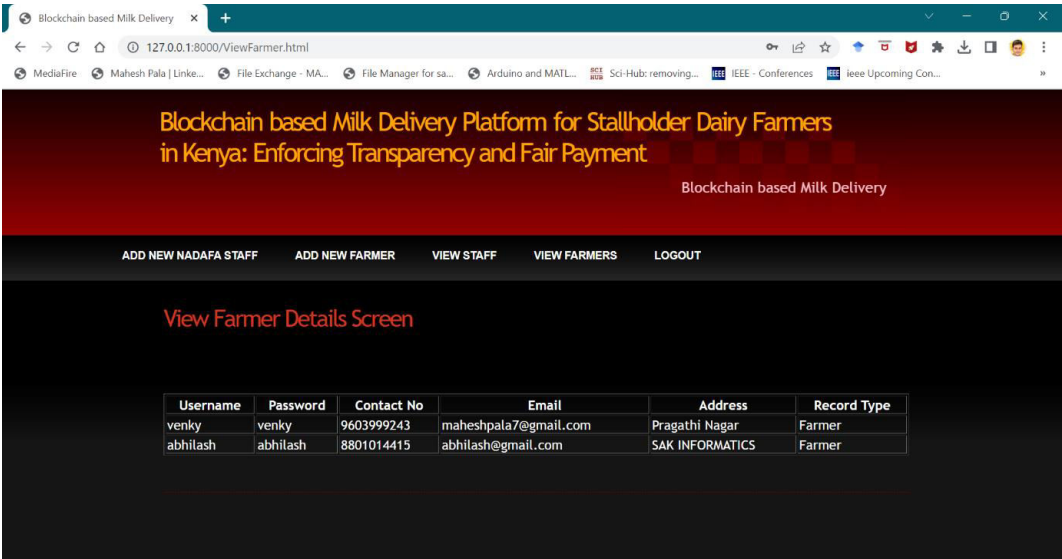 Blockchain based Milk Delivery
127.0.0.1:8000/ViewFarmer.html
MediaFire Mahesh Pala | Linke... File Exchange - MA... File Manager for sa... Arduino and MATL... SCI HUB Sci-Hub: removing... IEEE IEEE - Conferences IEEE ieee Upcoming Con... »
Blockchain based Milk Delivery Platform for Stallholder Dairy Farmers
in Kenya: Enforcing Transparency and Fair Payment
Blockchain based Milk Delivery
ADD NEW NADAFA STAFF ADD NEW FARMER VIEW STAFF VIEW FARMERS LOGOUT
View Farmer Details Screen
Username Password Contact No Email Address Record Type
venky venky 9603999243 maheshpala7@gmail.com Pragathi Nagar Farmer
abhilash abhilash 8801014415 abhilash@gmail.com SAK INFORMATICS Farmer